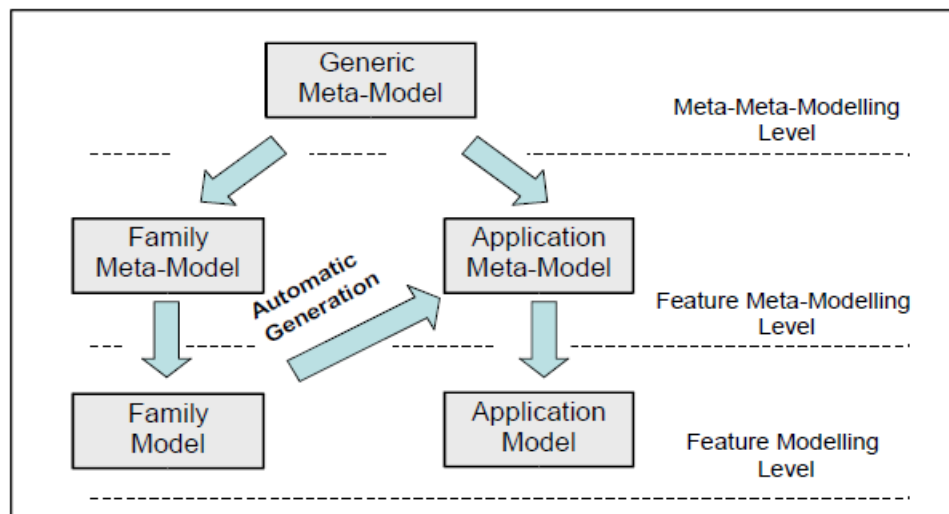 Generic
Meta-Model
Meta-Meta-Modelling
Level
Family
Meta-Model
Application
Meta-Model
Automatic
Generation
Feature Meta-Modelling
Level
Family
Model
Application
Model
Feature Modelling
Level